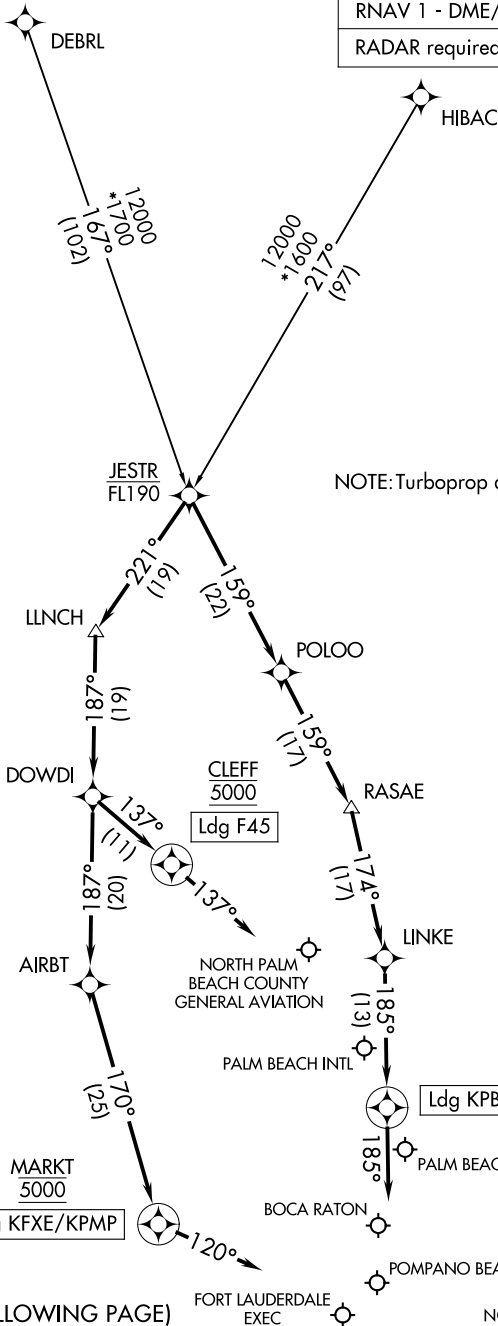 RNAV 1 - DME/
RADAR required
DEBRL
HIBAC
12000
*1700
167°
(102)
12000
*1600
217°
(97)
JESTR
FL190
NOTE: Turboprop
221°
(19)
159°
(22)
LLNCH
POLOO
187°
(19)
159°
(17)
DOWDI
CLEFF
5000
Ldg F45
RASAE
137°
(11)
137°
187°
(20)
174°
(17)
AIRBT
NORTH PALM
BEACH COUNTY
GENERAL AVIATION
LINKE
185°
(13)
PALM BEACH INTL
170°
(25)
Ldg KPB
185°
PALM BEAC
MARKT
5000
KFXE/KPMP
120°
BOCA RATON
POMPANO BEA
LLOWING PAGE)
FORT LAUDERDALE
EXEC